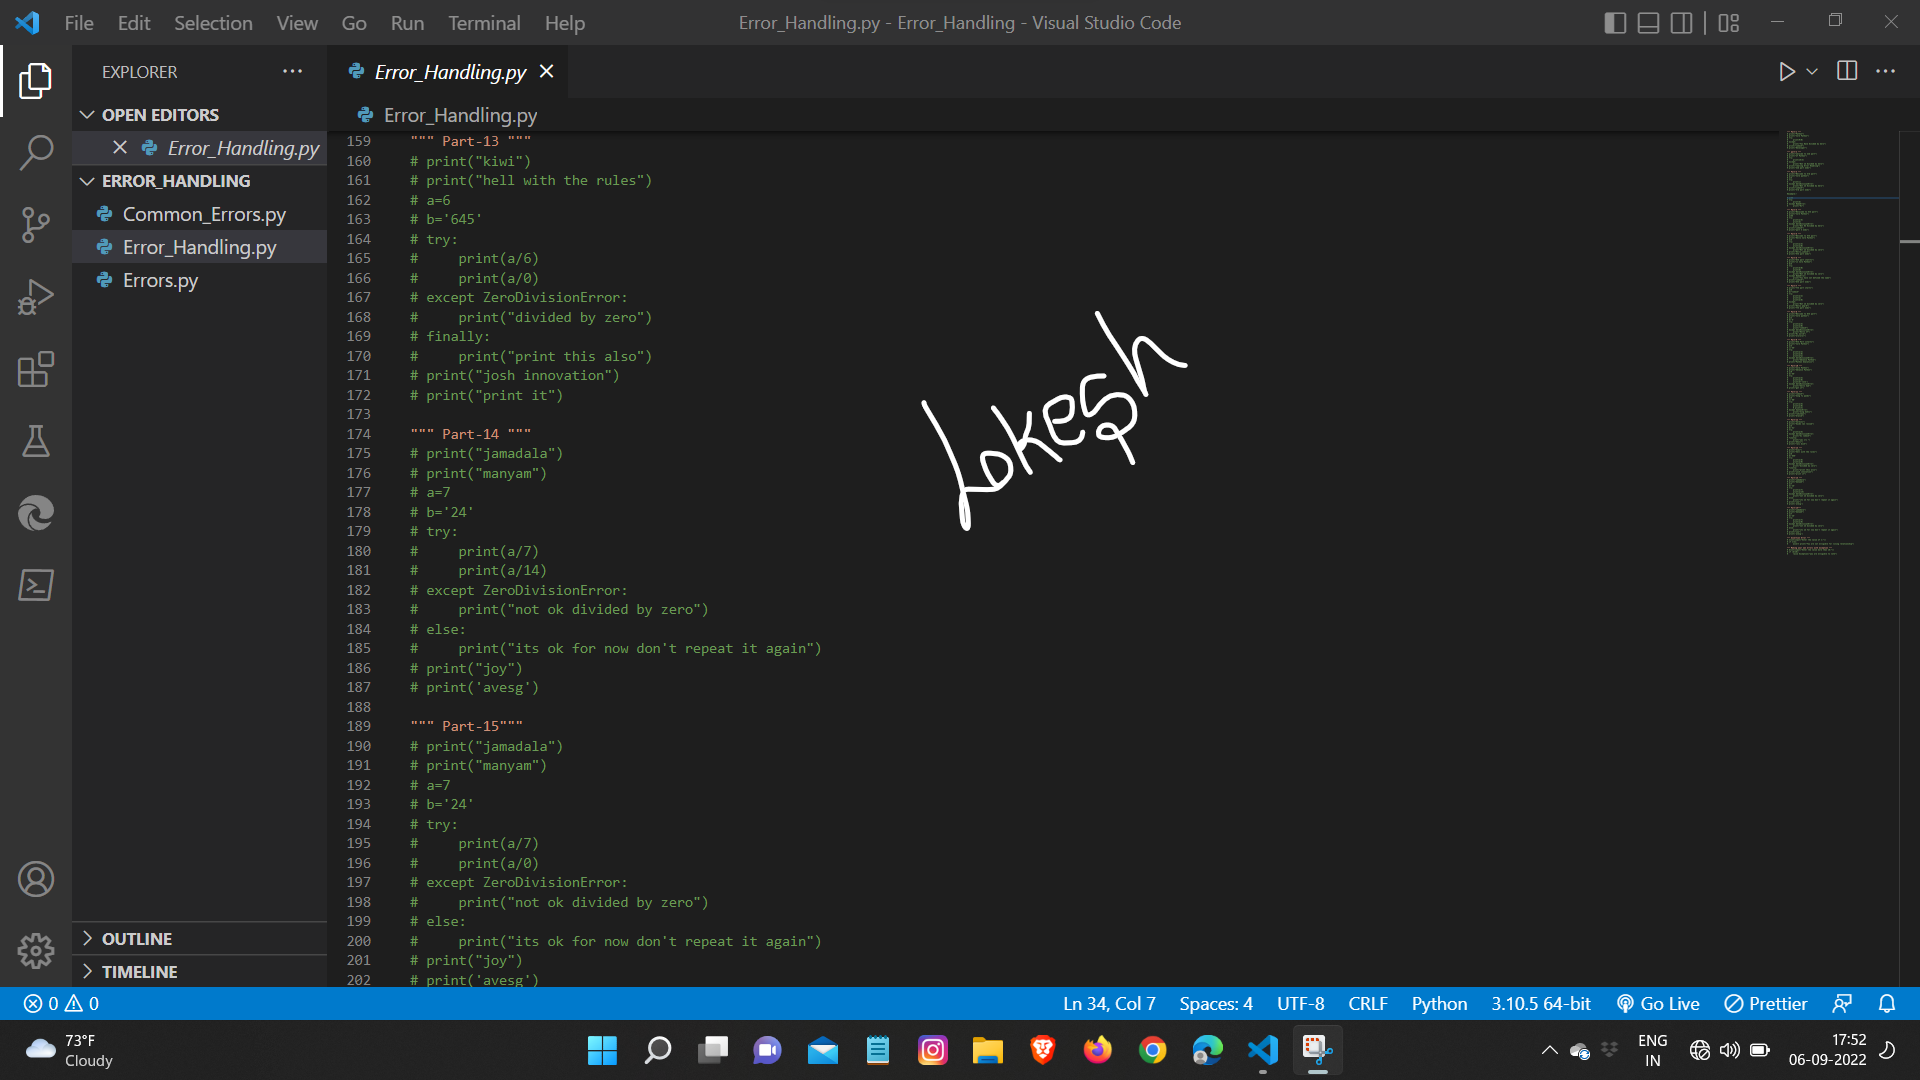 File Edit Selection View Go Run Terminal Help
Error_Handling.py - Error_Handling - Visual Studio Code
EXPLORER
OPEN EDITORS
Error_Handling.py
ERROR_HANDLING
Common_Errors.py
Error_Handling.py
Errors.py
OUTLINE
TIMELINE
Error_Handling.py
Error_Handling.py
159 """ Part-13 """
160 # print("kiwi")
161 # print("hell with the rules")
162 # a=6
163 # b='645'
164 # try:
165 #     print(a/6)
166 #     print(a/0)
167 # except ZeroDivisionError:
168 #     print("divided by zero")
169 # finally:
170 #     print("print this also")
171 # print("josh innovation")
172 # print("print it")
173
174 """ Part-14 """
175 # print("jamadala")
176 # print("manyam")
177 # a=7
178 # b='24'
179 # try:
180 #     print(a/7)
181 #     print(a/14)
182 # except ZeroDivisionError:
183 #     print("not ok divided by zero")
184 # else:
185 #     print("its ok for now don't repeat it again")
186 # print("joy")
187 # print('avesg')
188
189 """ Part-15"""
190 # print("jamadala")
191 # print("manyam")
192 # a=7
193 # b='24'
194 # try:
195 #     print(a/7)
196 #     print(a/0)
197 # except ZeroDivisionError:
198 #     print("not ok divided by zero")
199 # else:
200 #     print("its ok for now don't repeat it again")
201 # print("joy")
202 # print('avesg')
Lokesh
0 0
Ln 34, Col 7 Spaces: 4 UTF-8 CRLF Python 3.10.5 64-bit Go Live Prettier
73°F
Cloudy
ENG
IN
17:52
06-09-2022